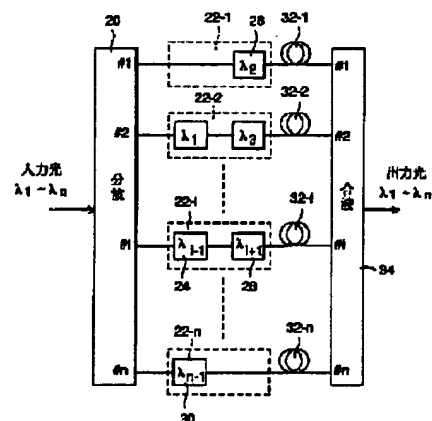 20
22-1
26
32-1
#1
λ2
#1
22-2
32-2
#2
λ1
λ3
#2
入力光
λ1 ~ λn
分波
合波
出力光
λ1 ~ λn
22-i
32-i
#i
λi-1
λi+1
#i
24
28
34
22-n
32-n
#n
λn-1
#n
30